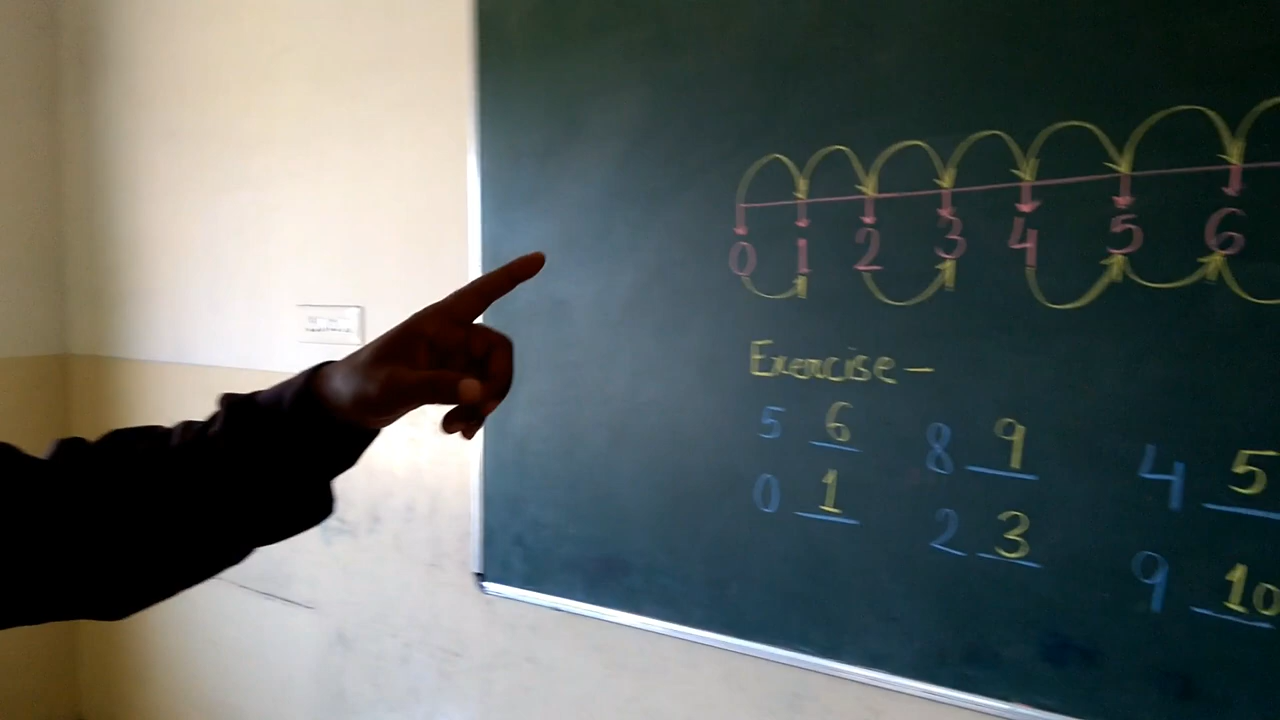 0 1 2 3 4 5 6
Exercise –
5 6 8 9 4 5
0 1 2 3 9 10